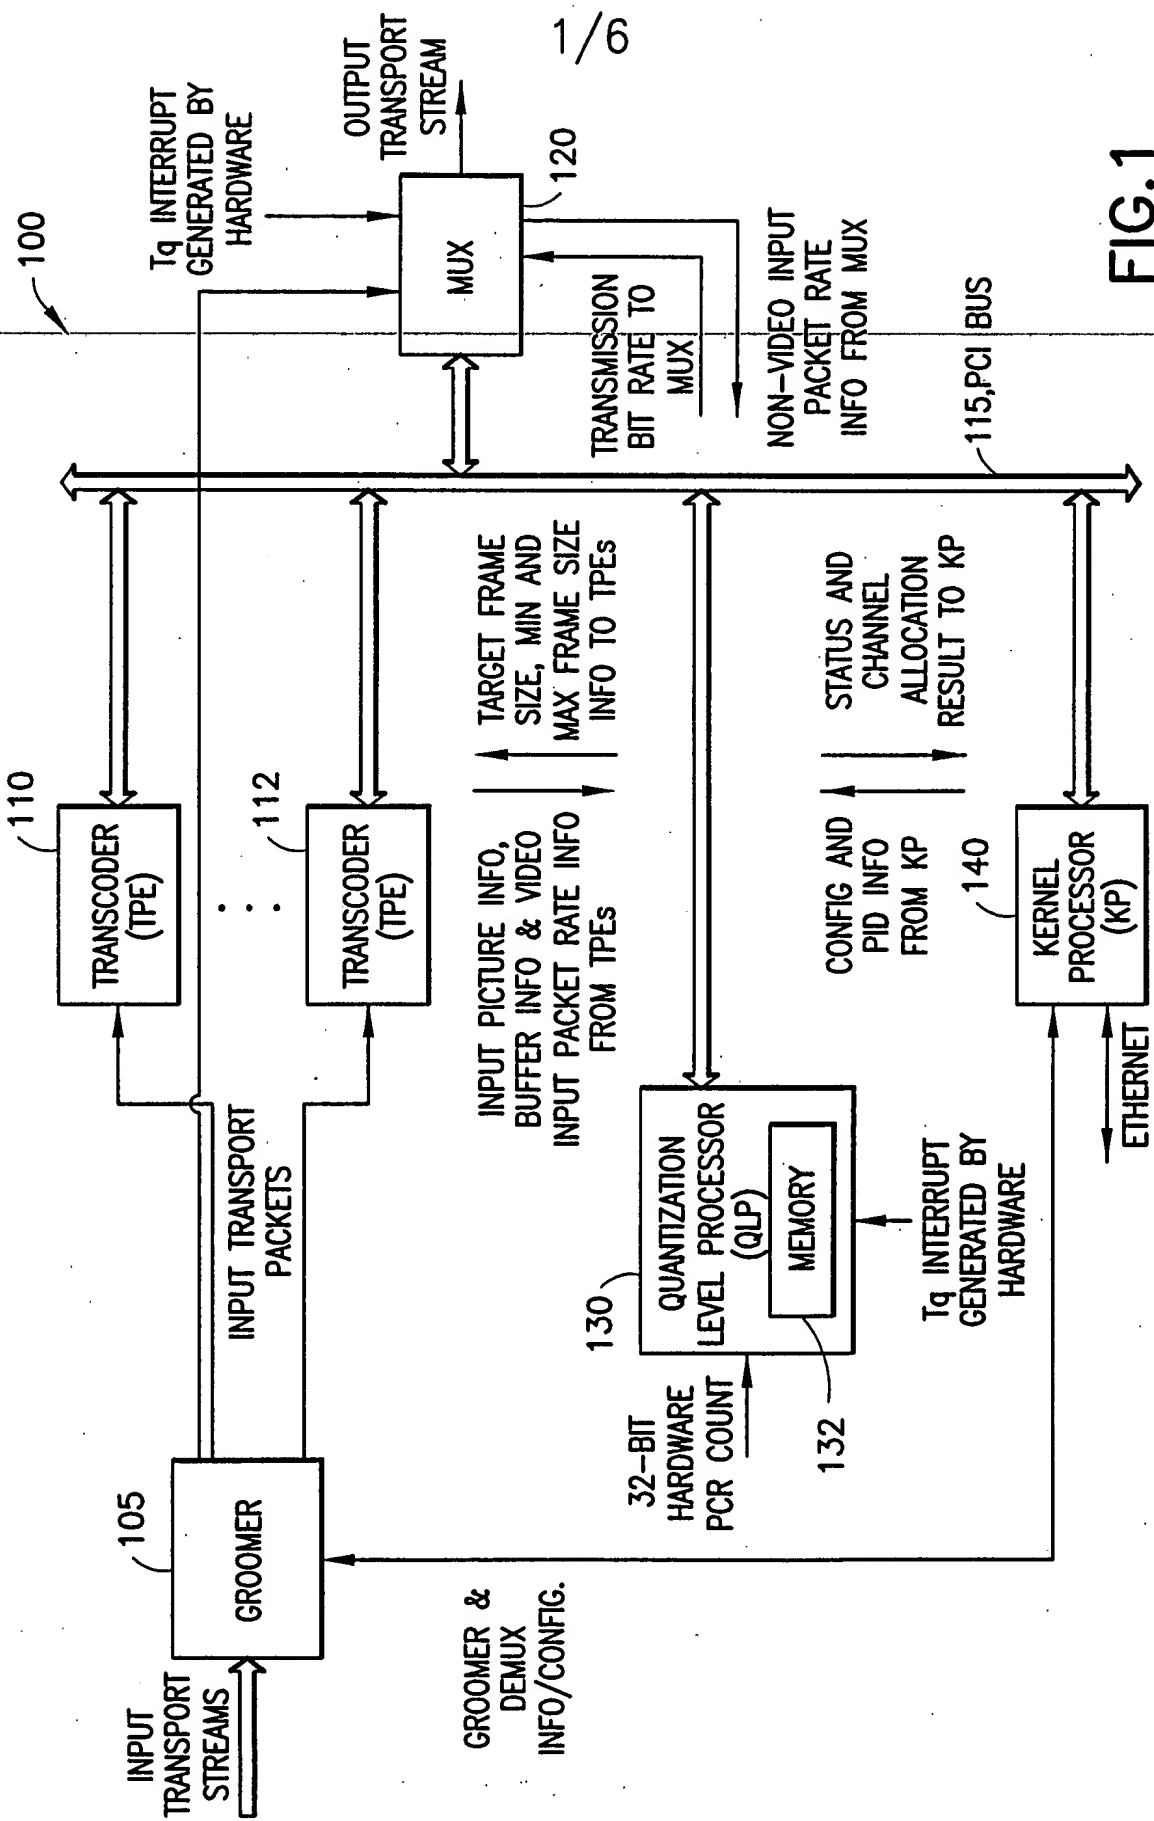 1/6
100
INPUT
TRANSPORT
STREAMS
105
GROOMER
INPUT TRANSPORT
PACKETS
110
TRANSCODER
(TPE)
. . .
112
TRANSCODER
(TPE)
Tq INTERRUPT
GENERATED BY
HARDWARE
OUTPUT
TRANSPORT
STREAM
MUX
120
GROOMER &
DEMUX
INFO/CONFIG.
INPUT PICTURE INFO,
BUFFER INFO & VIDEO
INPUT PACKET RATE INFO
FROM TPEs
TARGET FRAME
SIZE, MIN AND
MAX FRAME SIZE
INFO TO TPEs
TRANSMISSION
BIT RATE TO
MUX
NON-VIDEO INPUT
PACKET RATE
INFO FROM MUX
32-BIT
HARDWARE
PCR COUNT
130
QUANTIZATION
LEVEL PROCESSOR
(QLP)
MEMORY
132
Tq INTERRUPT
GENERATED BY
HARDWARE
CONFIG AND
PID INFO
FROM KP
STATUS AND
CHANNEL
ALLOCATION
RESULT TO KP
115,PCI BUS
140
KERNEL
PROCESSOR
(KP)
ETHERNET
FIG.1